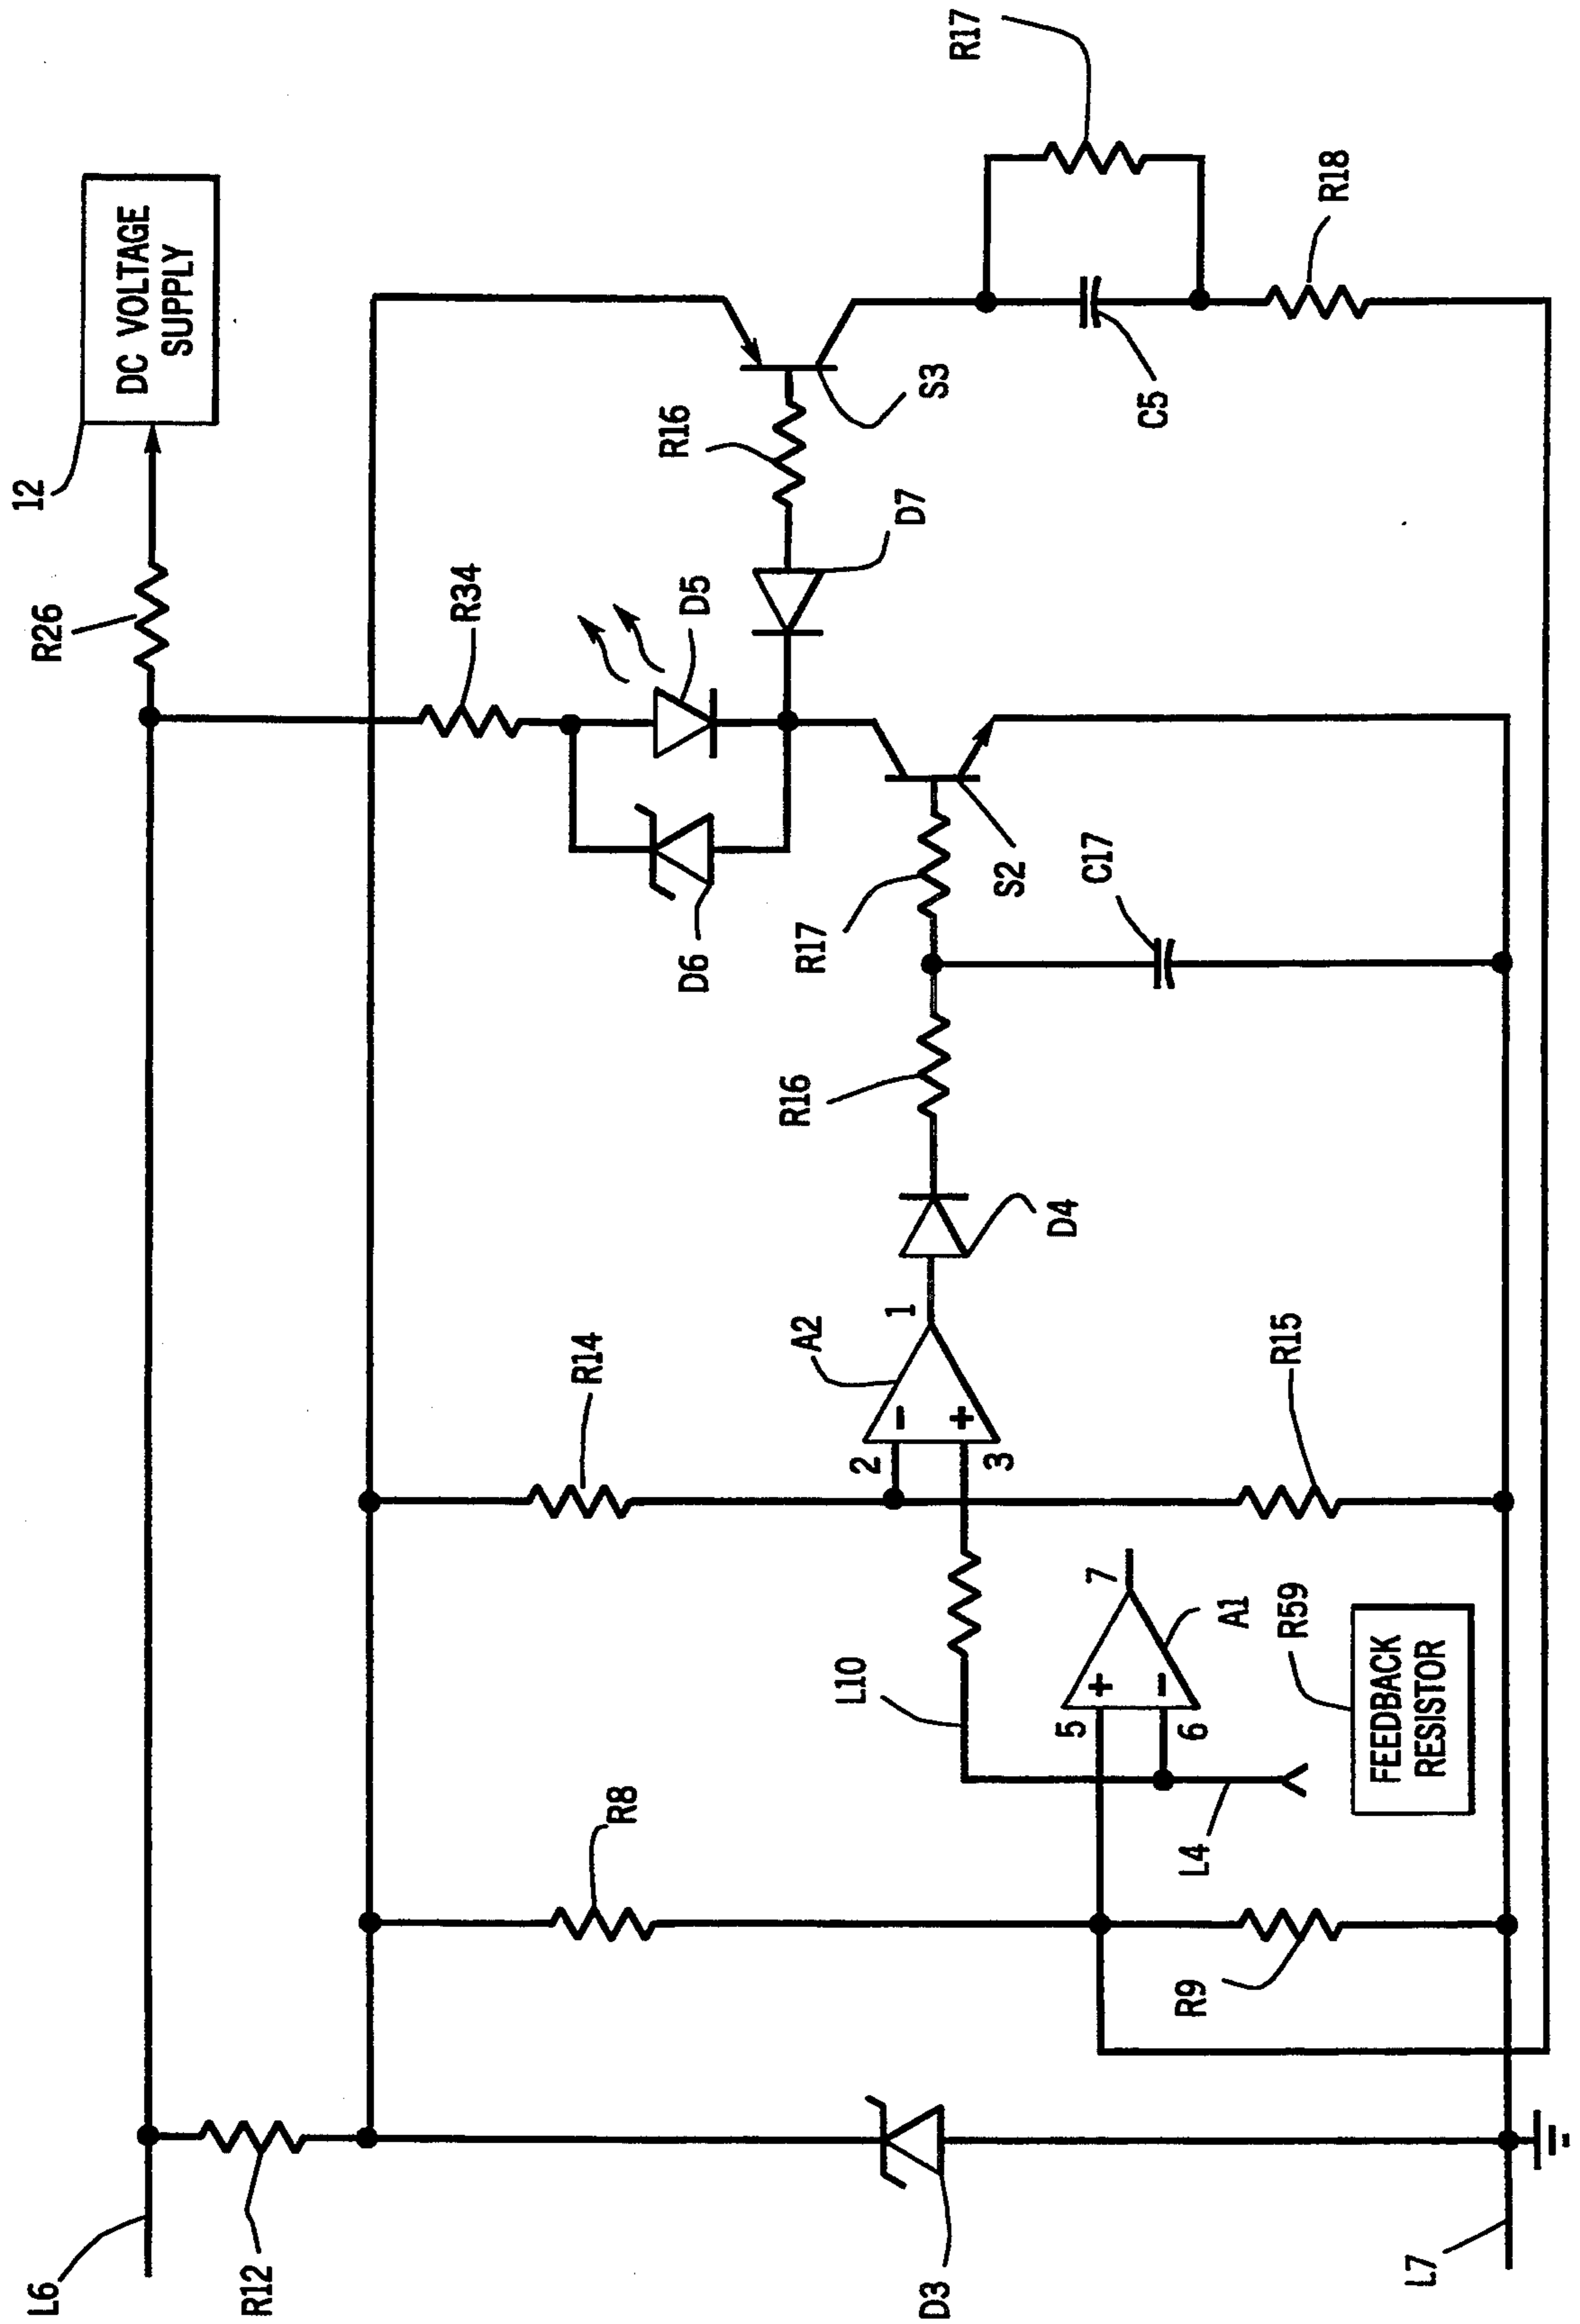 12
DC VOLTAGE
SUPPLY
R26
L6
R12
R34
D5
D6
D7
R16
S3
R17
C5
R18
R14
R8
A2
2
-
+
3
1
D4
R16
R17
S2
C17
L10
5
+
-
6
7
A1
R15
R59
FEEDBACK
RESISTOR
L4
R9
D3
L7